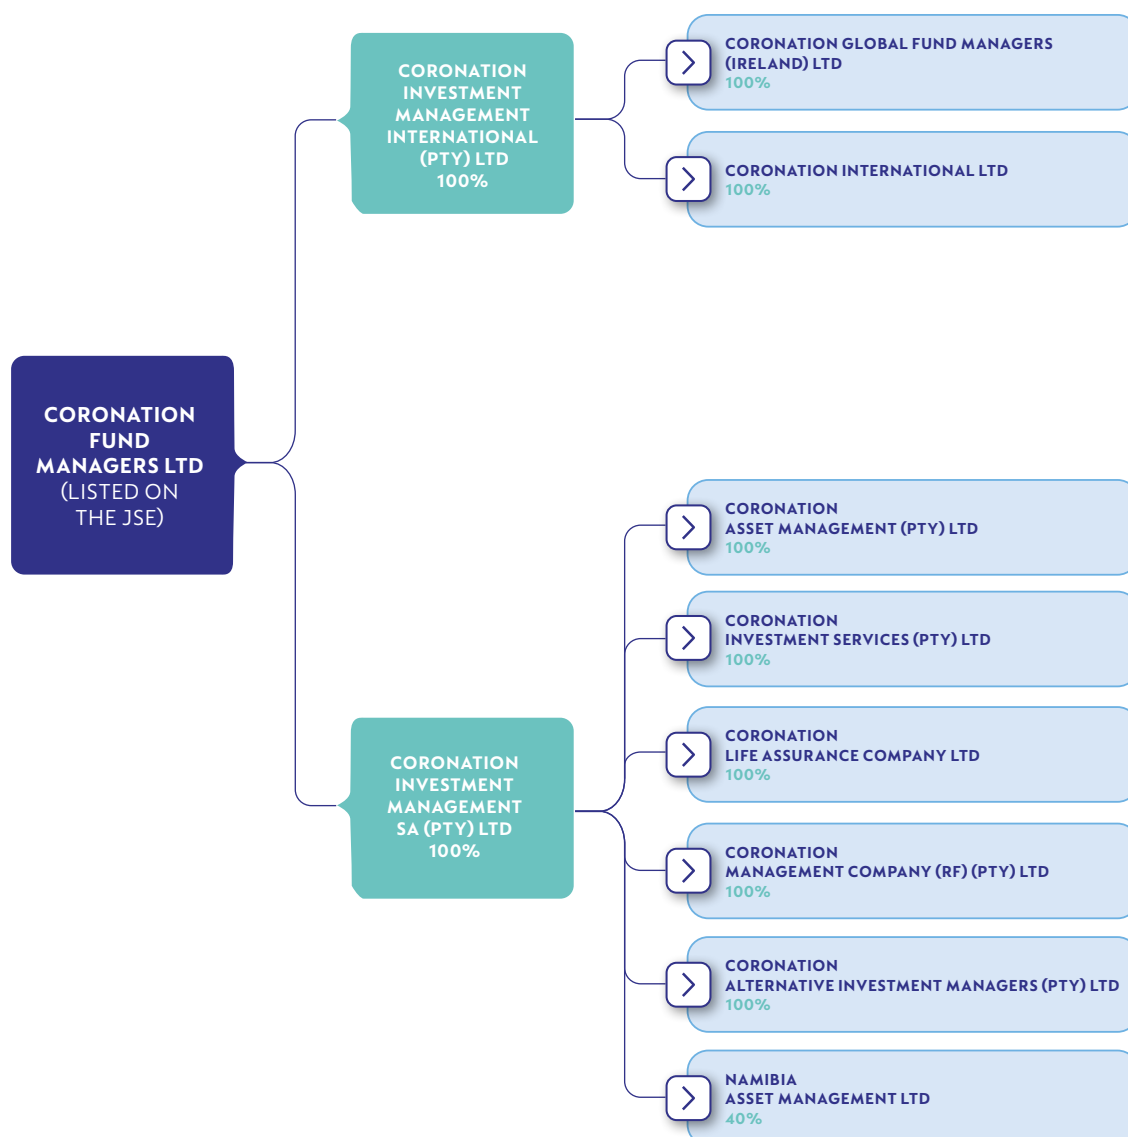 CORONATION
FUND
MANAGERS LTD
(LISTED ON
THE JSE)
CORONATION
INVESTMENT
MANAGEMENT
INTERNATIONAL
(PTY) LTD
100%
CORONATION GLOBAL FUND MANAGERS
(IRELAND) LTD
100%
CORONATION INTERNATIONAL LTD
100%
CORONATION
INVESTMENT
MANAGEMENT
SA (PTY) LTD
100%
CORONATION
ASSET MANAGEMENT (PTY) LTD
100%
CORONATION
INVESTMENT SERVICES (PTY) LTD
100%
CORONATION
LIFE ASSURANCE COMPANY LTD
100%
CORONATION
MANAGEMENT COMPANY (RF) (PTY) LTD
100%
CORONATION
ALTERNATIVE INVESTMENT MANAGERS (PTY) LTD
100%
NAMIBIA
ASSET MANAGEMENT LTD
40%